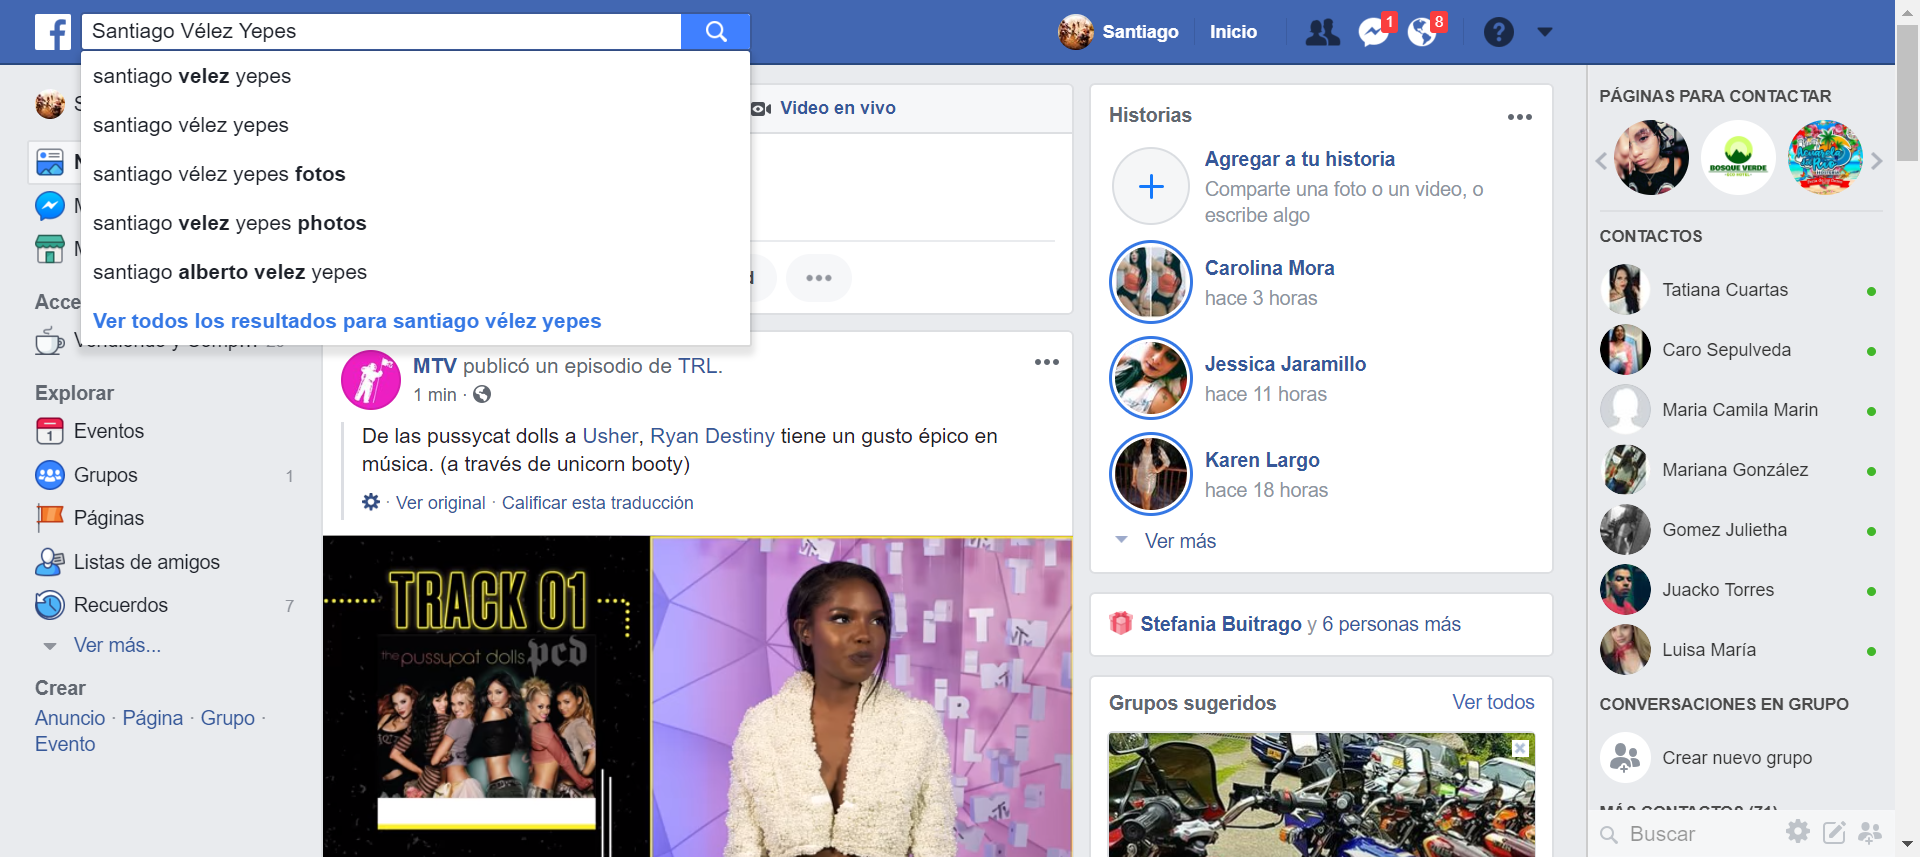 Santiago Vélez Yepes
santiago velez yepes
santiago vélez yepes
santiago vélez yepes fotos
santiago velez yepes photos
santiago alberto velez yepes
Ver todos los resultados para santiago vélez yepes
Santiago
Inicio
1
8
Explorar
1
Eventos
Grupos 1
Páginas
Listas de amigos
Recuerdos 7
Ver más...
Crear
Anuncio · Página · Grupo ·
Evento
Video en vivo
MTV publicó un episodio de TRL.
1 min ·
De las pussycat dolls a Usher, Ryan Destiny tiene un gusto épico en
música. (a través de unicorn booty)
· Ver original · Calificar esta traducción
TRACK 01
the pussycat dolls pcd
Historias
Agregar a tu historia
Comparte una foto o un video, o
escribe algo
Carolina Mora
hace 3 horas
Jessica Jaramillo
hace 11 horas
Karen Largo
hace 18 horas
Ver más
Stefania Buitrago y 6 personas más
Grupos sugeridos
Ver todos
PÁGINAS PARA CONTACTAR
BOSQUE VERDE
CONTACTOS
Tatiana Cuartas
Caro Sepulveda
Maria Camila Marin
Mariana González
Gomez Julietha
Juacko Torres
Luisa María
CONVERSACIONES EN GRUPO
Crear nuevo grupo
MÁS CONTACTOS (71)
Buscar